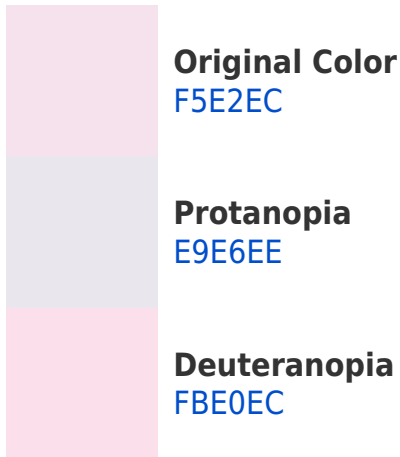 Original Color
F5E2EC
Protanopia
E9E6EE
Deuteranopia
FBE0EC